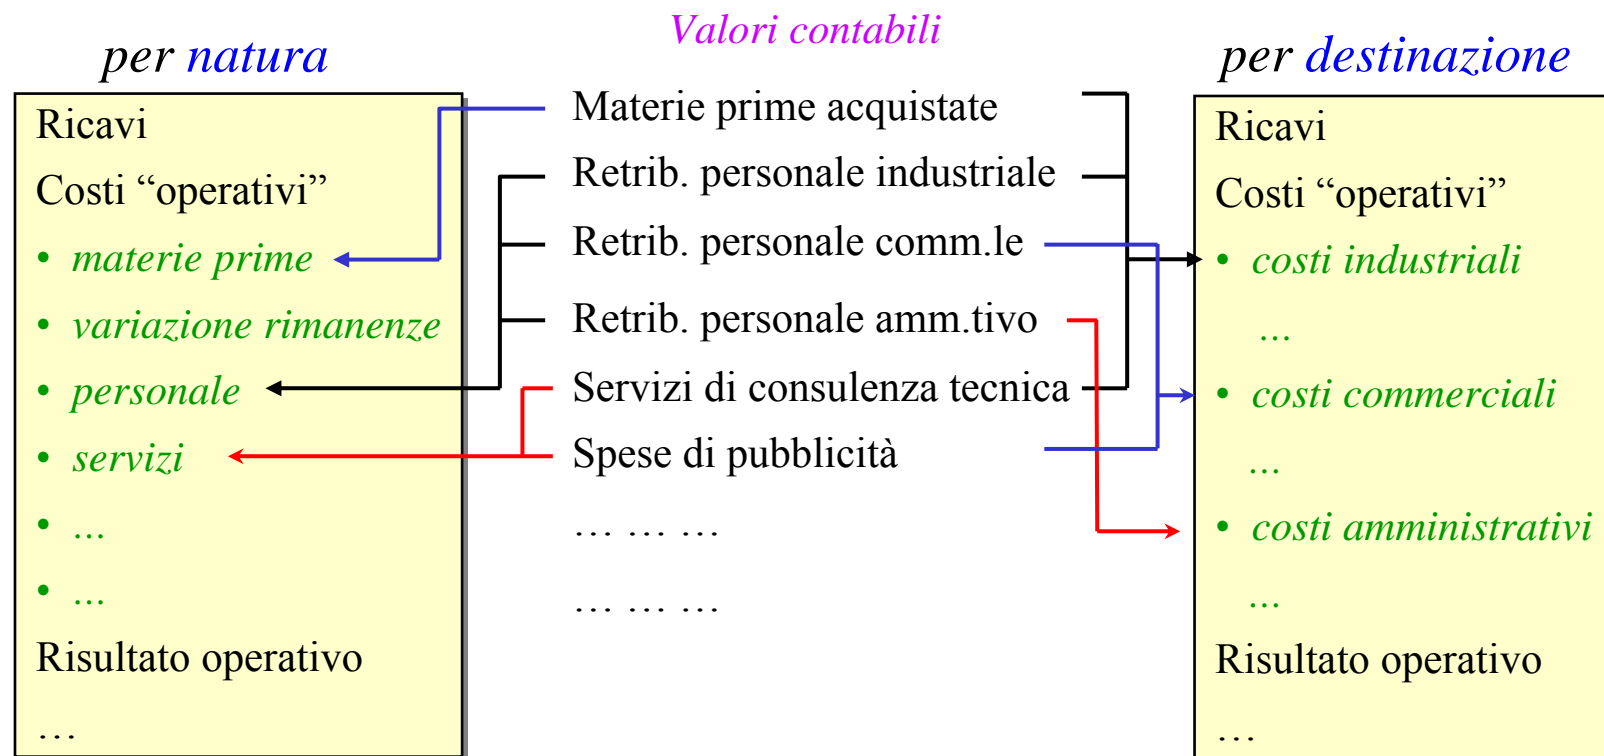 Valori contabili
per natura
Ricavi
Costi “operativi”
• materie prime
• variazione rimanenze
• personale
• servizi
• ...
• ...
Risultato operativo
…
Materie prime acquistate
Retrib. personale industriale
Retrib. personale comm.le
Retrib. personale amm.tivo
Servizi di consulenza tecnica
Spese di pubblicità
… … …
… … …
per destinazione
Ricavi
Costi “operativi”
• costi industriali
...
• costi commerciali
...
• costi amministrativi
...
Risultato operativo
…